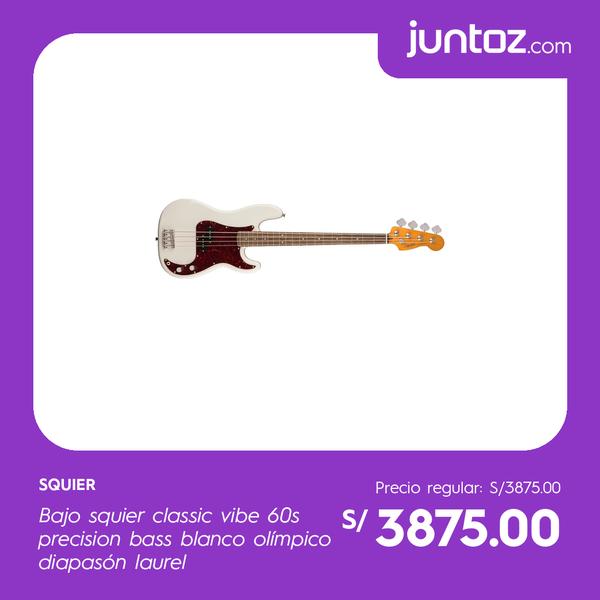 juntoz.com
SQUIER
Bajo squier classic vibe 60s
precision bass blanco olímpico
diapasón laurel
Precio regular: S/3875.00
S/ 3875.00